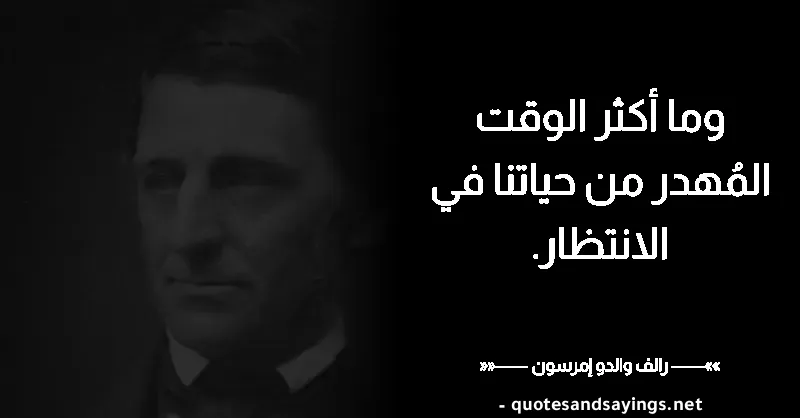 وما أكثر الوقت
المُهدر من حياتنا في
الانتظار.
»»—— رالف والدو إمرسون ——««
- quotesandsayings.net